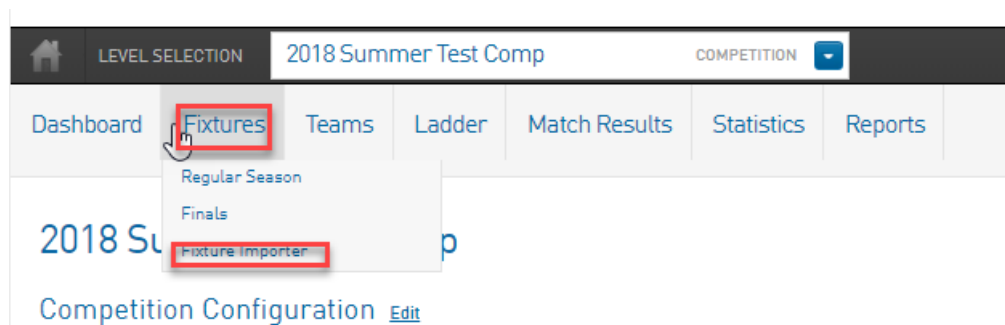 LEVEL SELECTION 2018 Summer Test Comp COMPETITION
Dashboard Fixtures Teams Ladder Match Results Statistics Reports
Regular Season
Finals
Fixture Importer
2018 Su p
Competition Configuration Edit